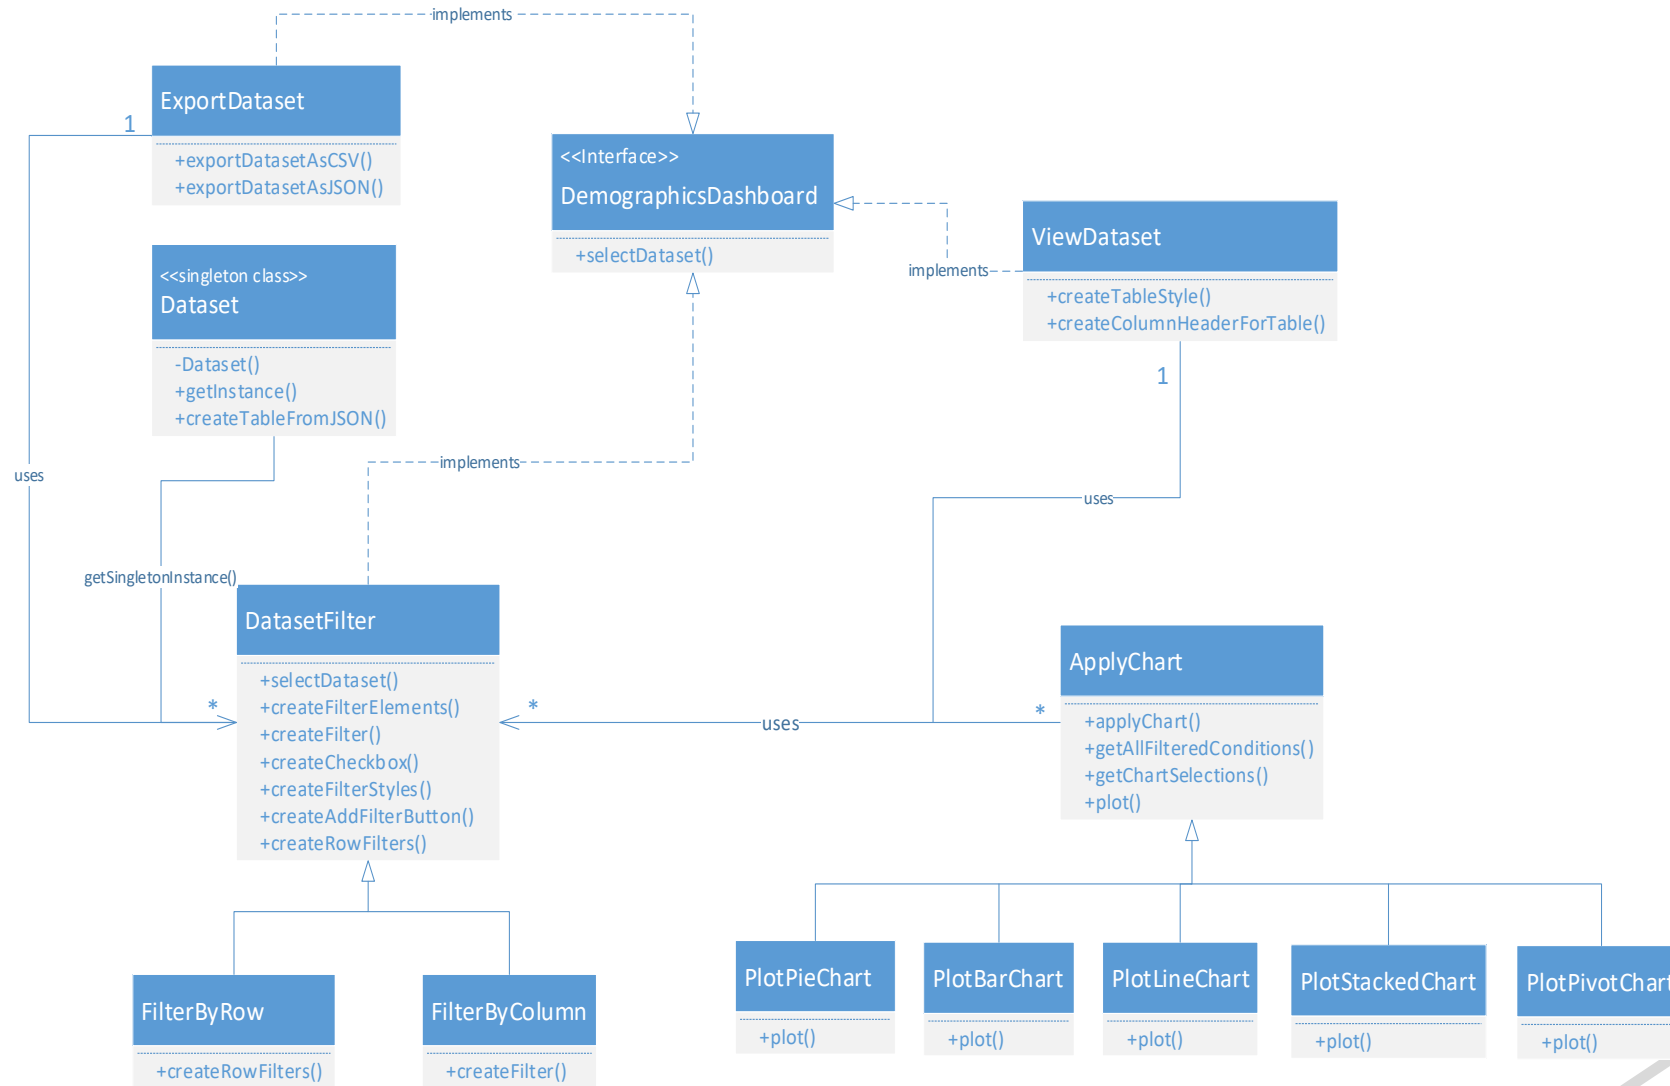 implements
ExportDataset
1
+exportDatasetAsCSV()
+exportDatasetAsJSON()
<<Interface>>
DemographicsDashboard
+selectDataset()
ViewDataset
implements
+createTableStyle()
+createColumnHeaderForTable()
1
<<singleton class>>
Dataset
-Dataset()
+getInstance()
+createTableFromJSON()
implements
uses
uses
getSingletonInstance()
DatasetFilter
+selectDataset()
+createFilterElements()
+createFilter()
+createCheckbox()
+createFilterStyles()
+createAddFilterButton()
+createRowFilters()
*
*
uses
*
ApplyChart
+applyChart()
+getAllFilteredConditions()
+getChartSelections()
+plot()
FilterByRow
+createRowFilters()
FilterByColumn
+createFilter()
PlotPieChart
+plot()
PlotBarChart
+plot()
PlotLineChart
+plot()
PlotStackedChart
+plot()
PlotPivotChart
+plot()